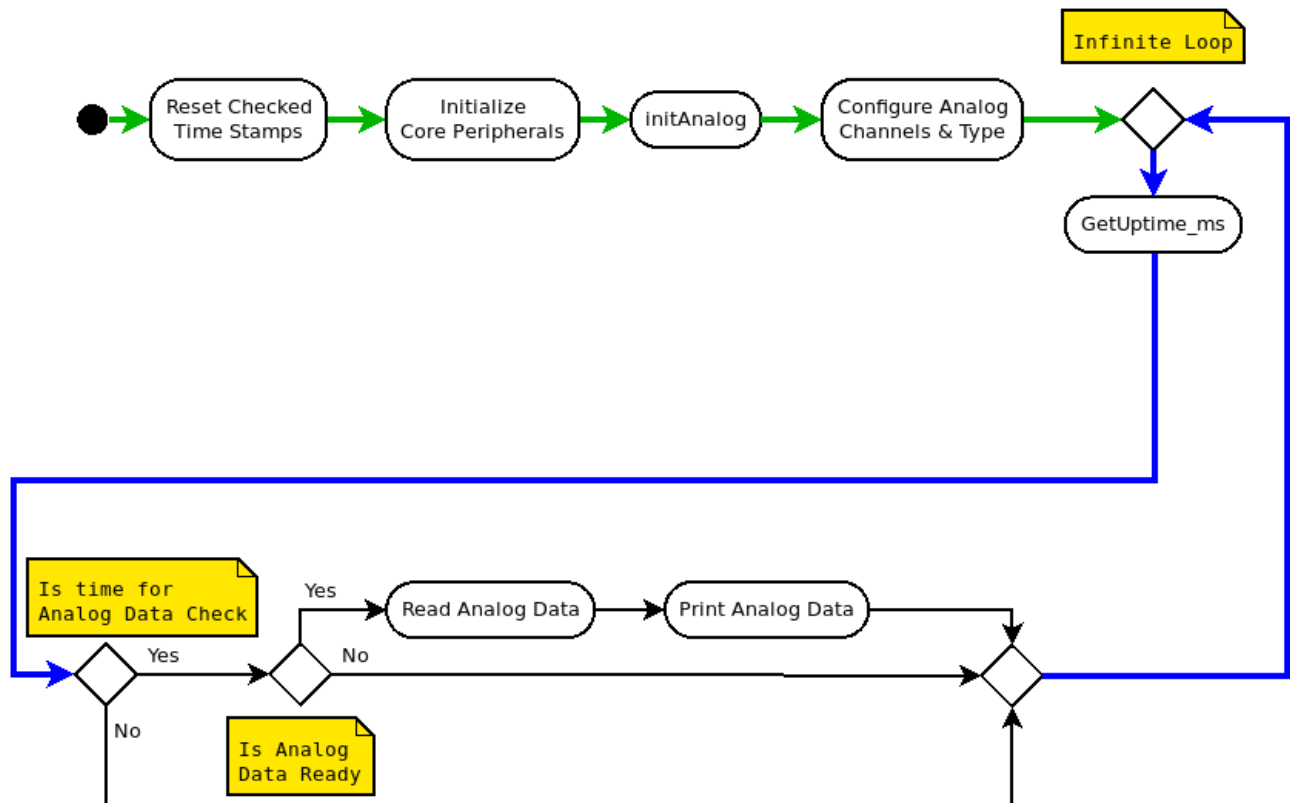 Infinite Loop
Reset Checked
Time Stamps
Initialize
Core Peripherals
initAnalog
Configure Analog
Channels & Type
GetUptime_ms
Is time for
Analog Data Check
Yes
Read Analog Data
Print Analog Data
Yes
No
No
Is Analog
Data Ready